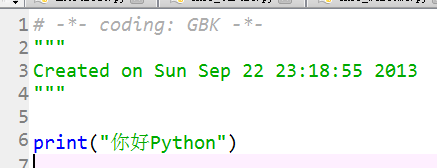 # -*- coding: GBK -*-
"""
Created on Sun Sep 22 23:18:55 2013
"""
print("你好Python")